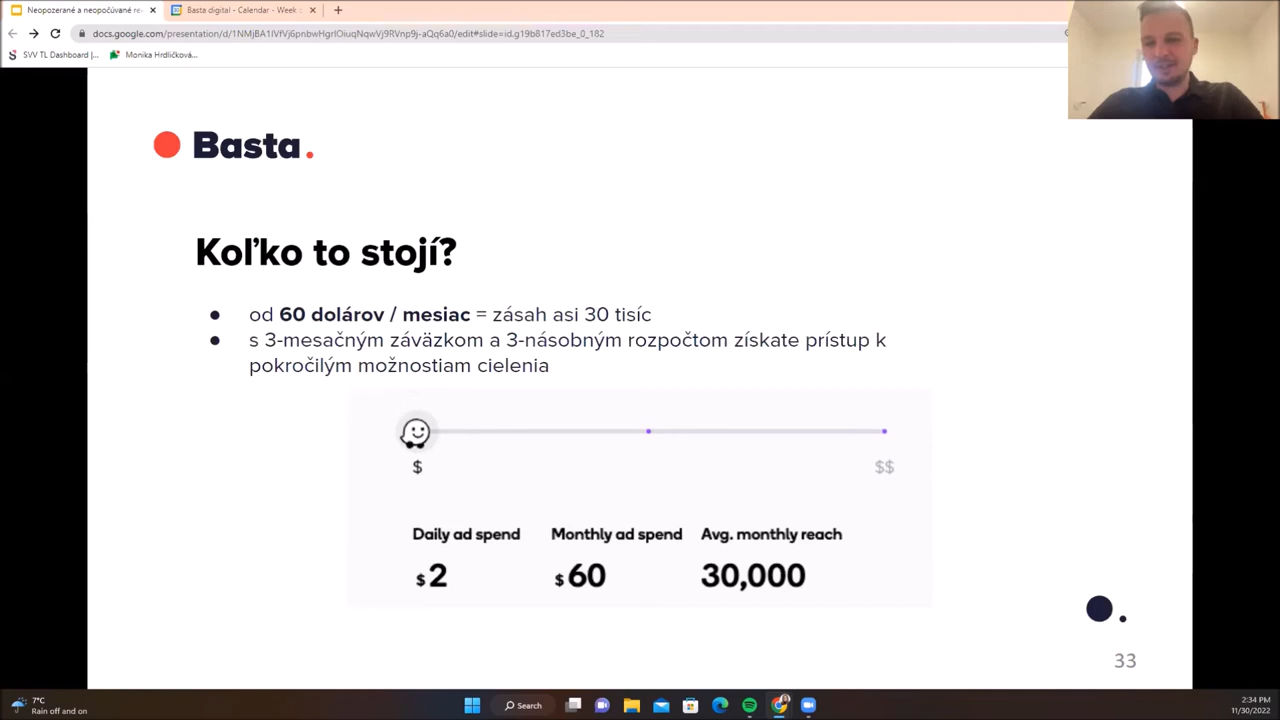 Neopozerané a neopočúvané re
Basta digital - Calendar - Week
docs.google.com/presentation/d/1NMjBA1IVfVj6pnbwHgrlOiuqNqwVj9RVnp9j-aQq6a0/edit#slide=id.g19b817ed3be_0_182
SVV TL Dashboard |...
Monika Hrdličková...
Basta.
Koľko to stojí?
● od 60 dolárov / mesiac = zásah asi 30 tisíc
● s 3-mesačným záväzkom a 3-násobným rozpočtom získate prístup k
pokročilým možnostiam cielenia
$ $$
Daily ad spend Monthly ad spend Avg. monthly reach
$2 $60 30,000
33
7°C
Rain off and on
Search
2:34 PM
11/30/2022